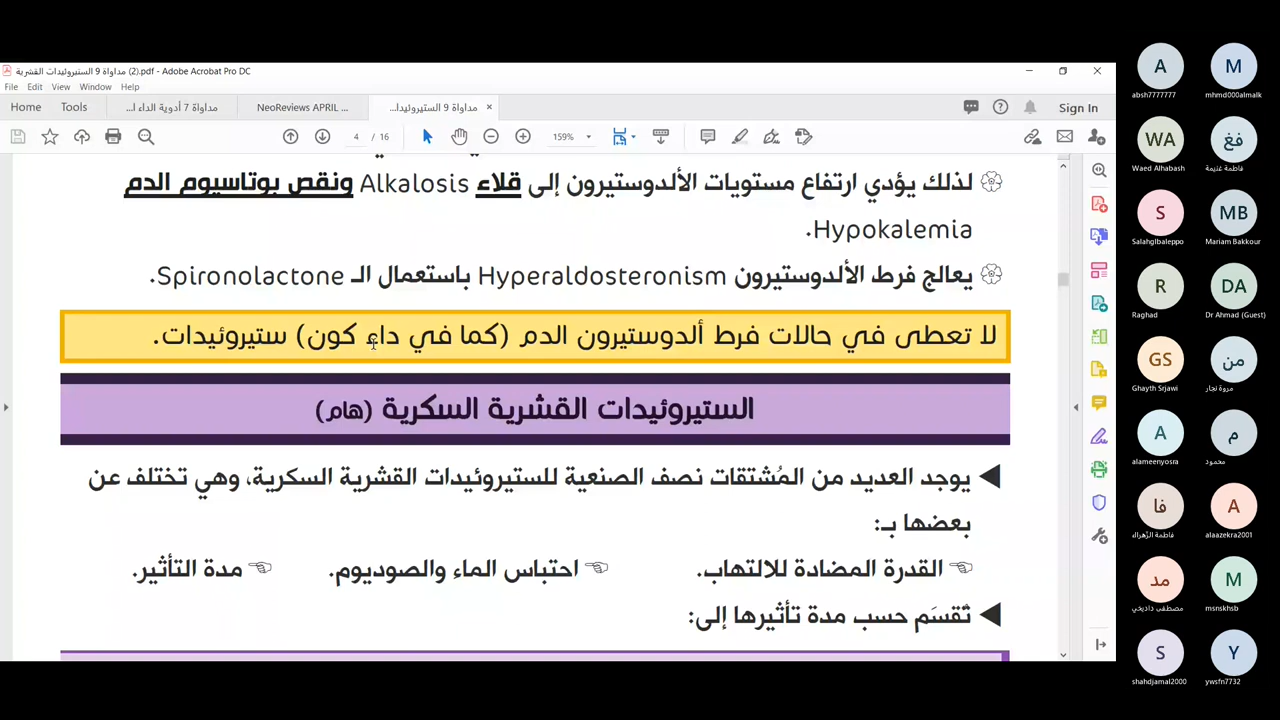 مداواة 9 الستيروئيدات القشرية (2).pdf - Adobe Acrobat Pro DC
File Edit View Window Help
Home Tools مداواة 7 أدوية الداء ا... NeoReviews APRIL ... مداواة 9 الستيروئيدا... × Sign In
4 / 16 159%
لذلك يؤدي ارتفاع مستويات الألدوستيرون إلى قلاء Alkalosis ونقص بوتاسيوم الدم
Hypokalemia.
يعالج فرط الألدوستيرون Hyperaldosteronism باستعمال الـ Spironolactone.
لا تعطى في حالات فرط ألدوستيرون الدم (كما في داء كون) ستيروئيدات.
الستيروئيدات القشرية السكرية (هام)
يوجد العديد من المُشتقات نصف الصنعية للستيروئيدات القشرية السكرية، وهي تختلف عن
بعضها بـ:
القدرة المضادة للالتهاب. احتباس الماء والصوديوم. مدة التأثير.
تُقسَم حسب مدة تأثيرها إلى:
A M
absh7777777 mhmd000almalk
WA فغ
Waed Alhabash فاطمة غنيمة
S MB
Salahglbaleppo Mariam Bakkour
R DA
Raghad Dr Ahmad (Guest)
GS من
Ghayth Srjawi مروة نجار
A م
alameenyosra محمود
فا A
فاطمة الزهراء alaazekra2001
مد M
مصطفى داديخي msnskhsb
S Y
shahdjamal2000 ywsfn7732